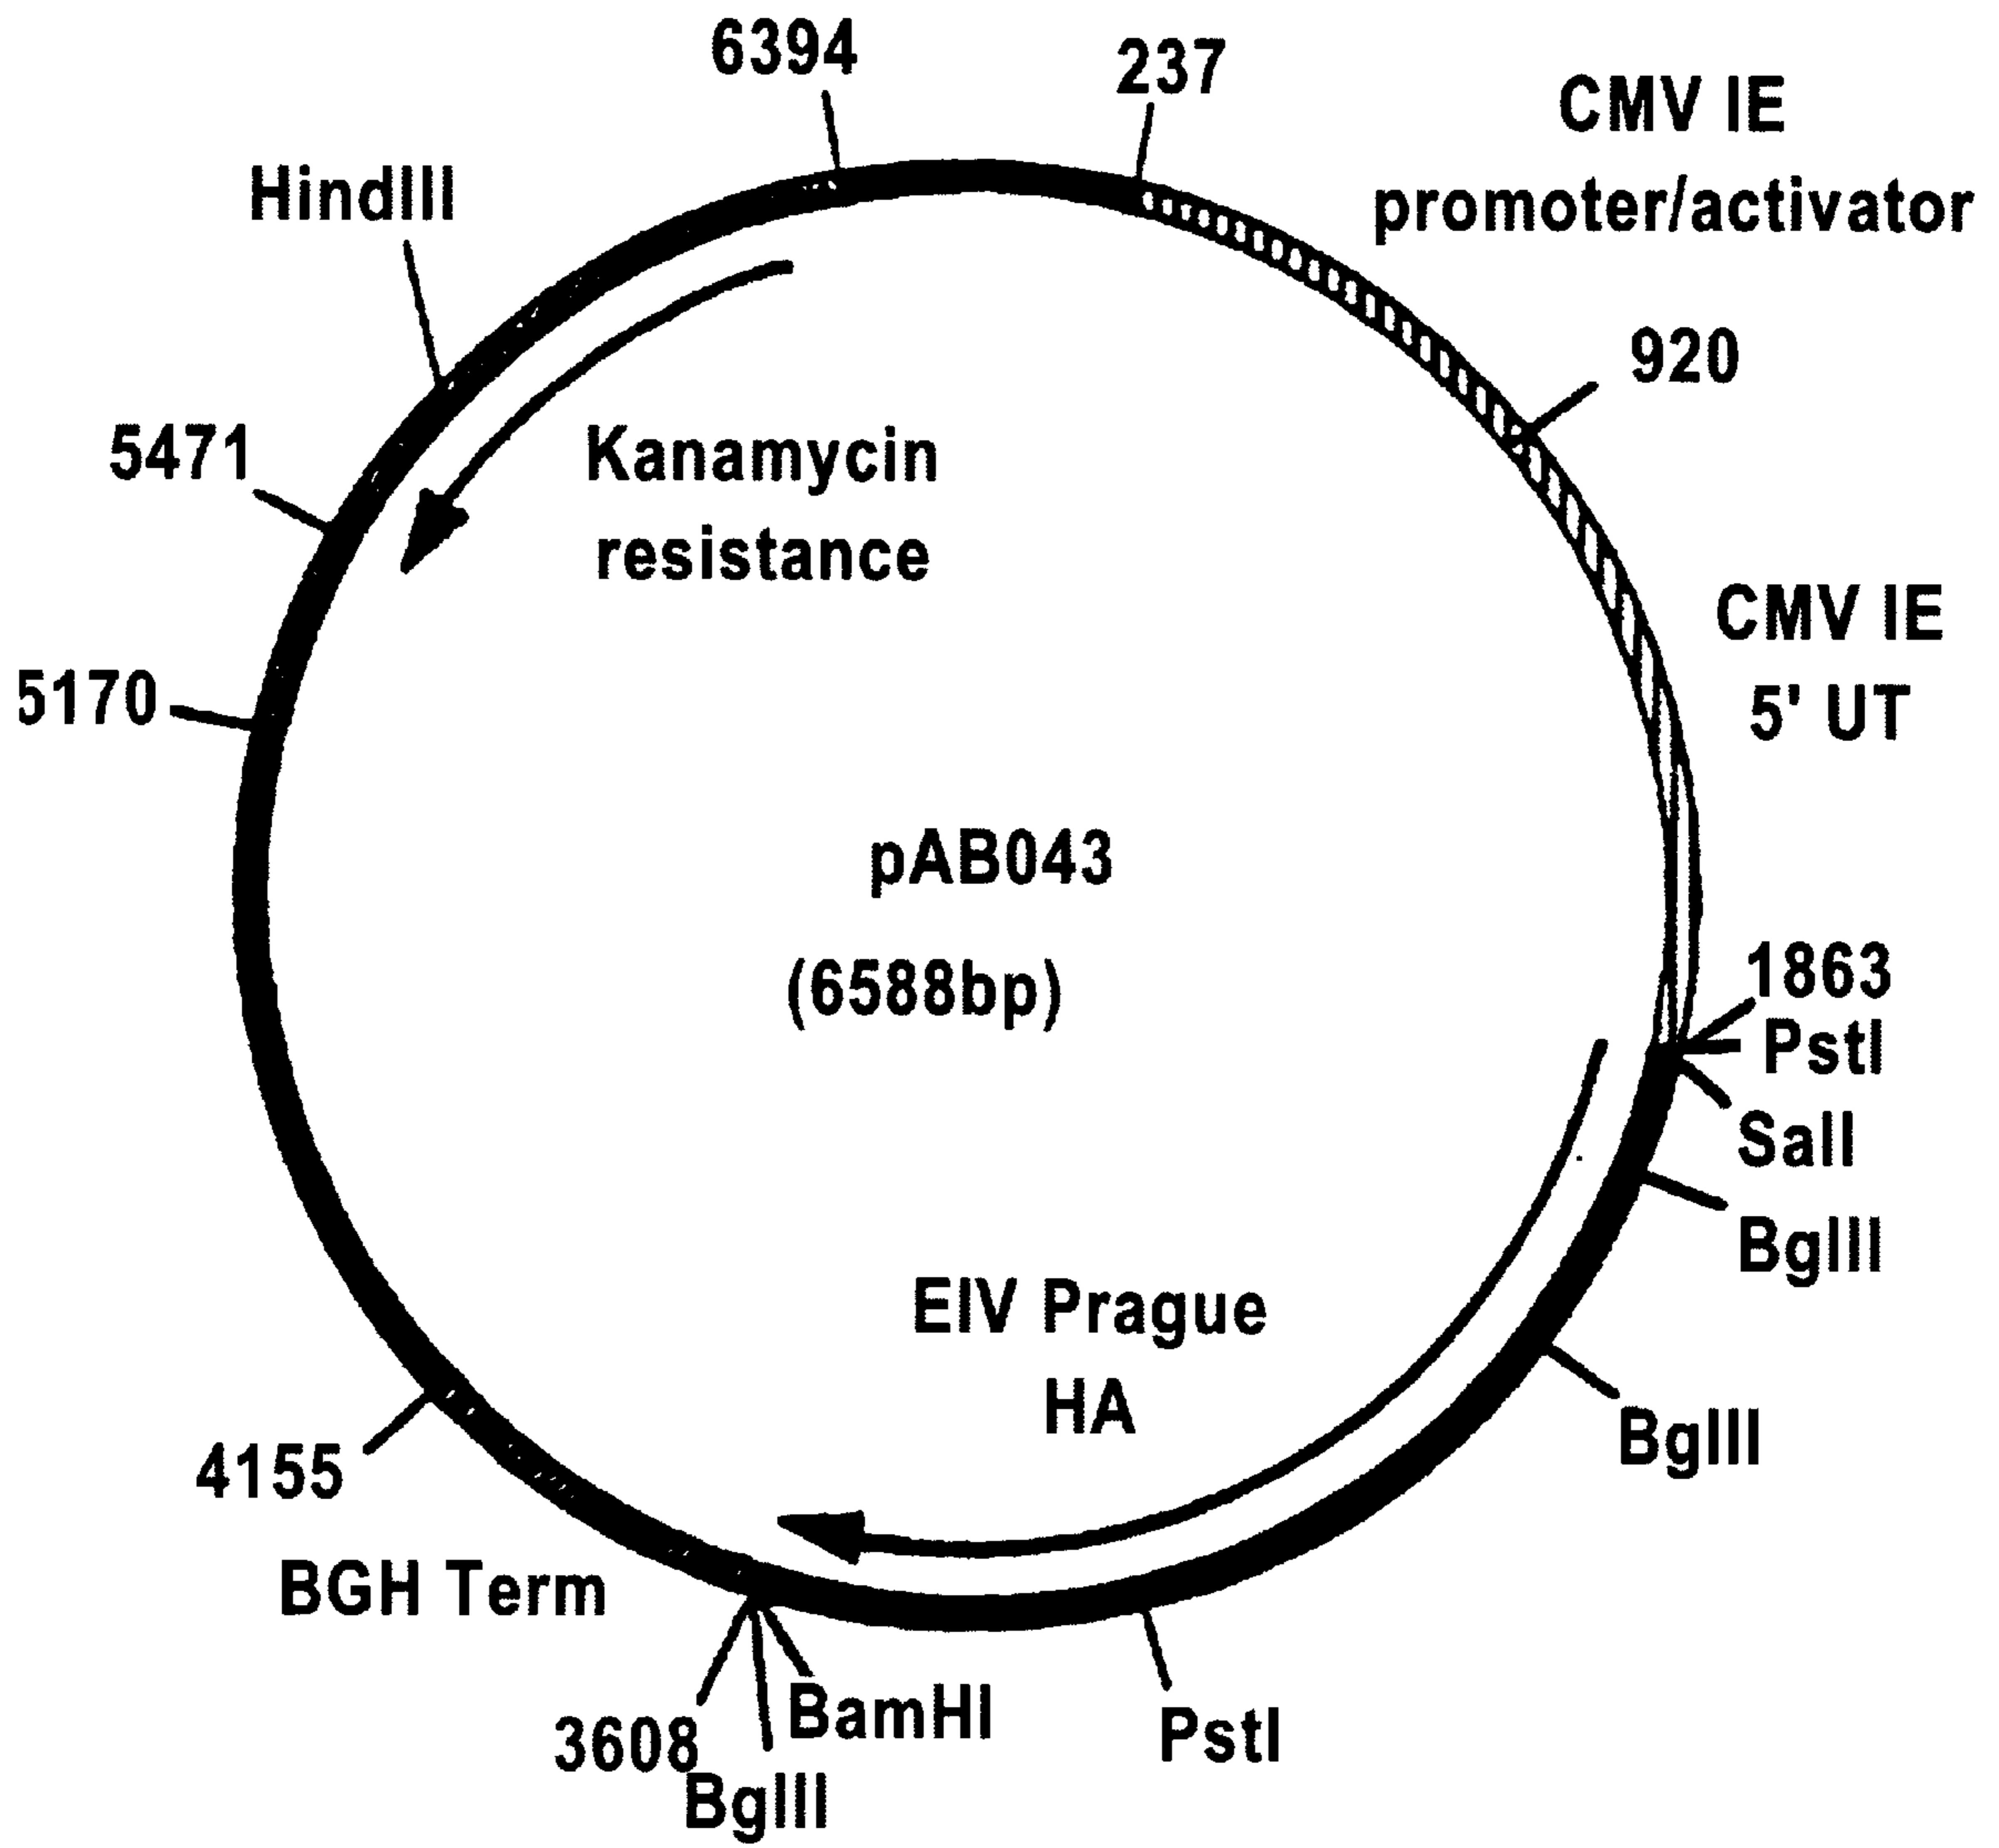 6394
237
CMV IE
promoter/activator
HindIII
920
5471
Kanamycin
resistance
CMV IE
5' UT
5170
pAB043
(6588bp)
1863
PstI
SalI
BglII
EIV Prague
HA
BglII
4155
BGH Term
BamHI
3608
PstI
BglII